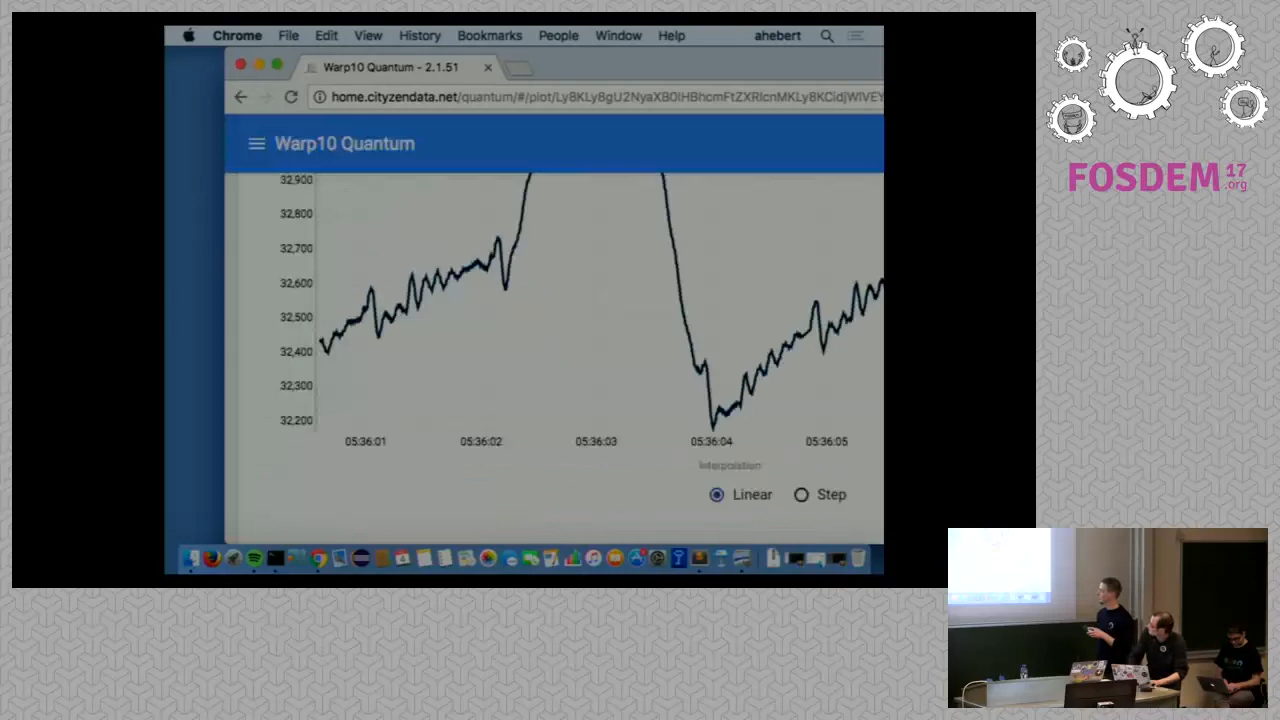 Chrome File Edit View History Bookmarks People Window Help ahebert
Warp10 Quantum - 2.1.51
home.cityzendata.net/quantum/#/plot/Ly8KLy8gU2NyaXB0IHBhcmFtZXRlcnMKLy8KCidjWlVEY
Warp10 Quantum
32,900
32,800
32,700
32,600
32,500
32,400
32,300
32,200
05:36:01 05:36:02 05:36:03 05:36:04 05:36:05
Interpolation
Linear Step
FOSDEM 17
.org